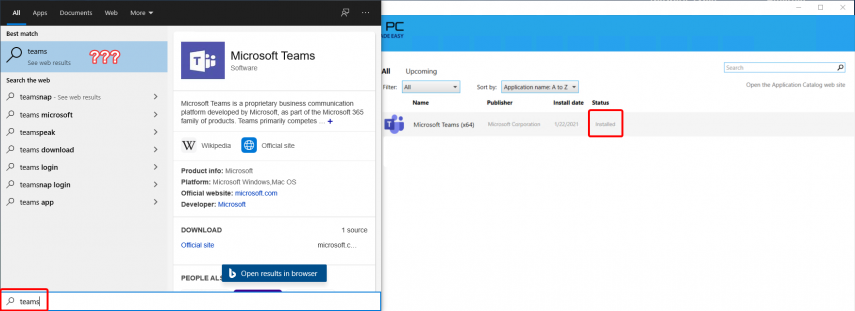 All Apps Documents Web More
Best match
teams
See web results
???
Search the web
teamsnap - See web results
teams microsoft
teamspeak
teams download
teams login
teamsnap login
teams app
Microsoft Teams
Software
Microsoft Teams is a proprietary business communication
platform developed by Microsoft, as part of the Microsoft 365
family of products. Teams primarily competes ... +
W Wikipedia
Official site
Product info: Microsoft
Platform: Microsoft Windows,Mac OS
Official website: microsoft.com
Developer: Microsoft
DOWNLOAD 1 source
Official site microsoft.c...
PEOPLE ALS
Open results in browser
teams
PC
ADE EASY
All Upcoming
Search
Filter: All Sort by: Application name: A to Z
Open the Application Catalog web site
Name Publisher Install date Status
Microsoft Teams (x64) Microsoft Corporation 1/22/2021 Installed